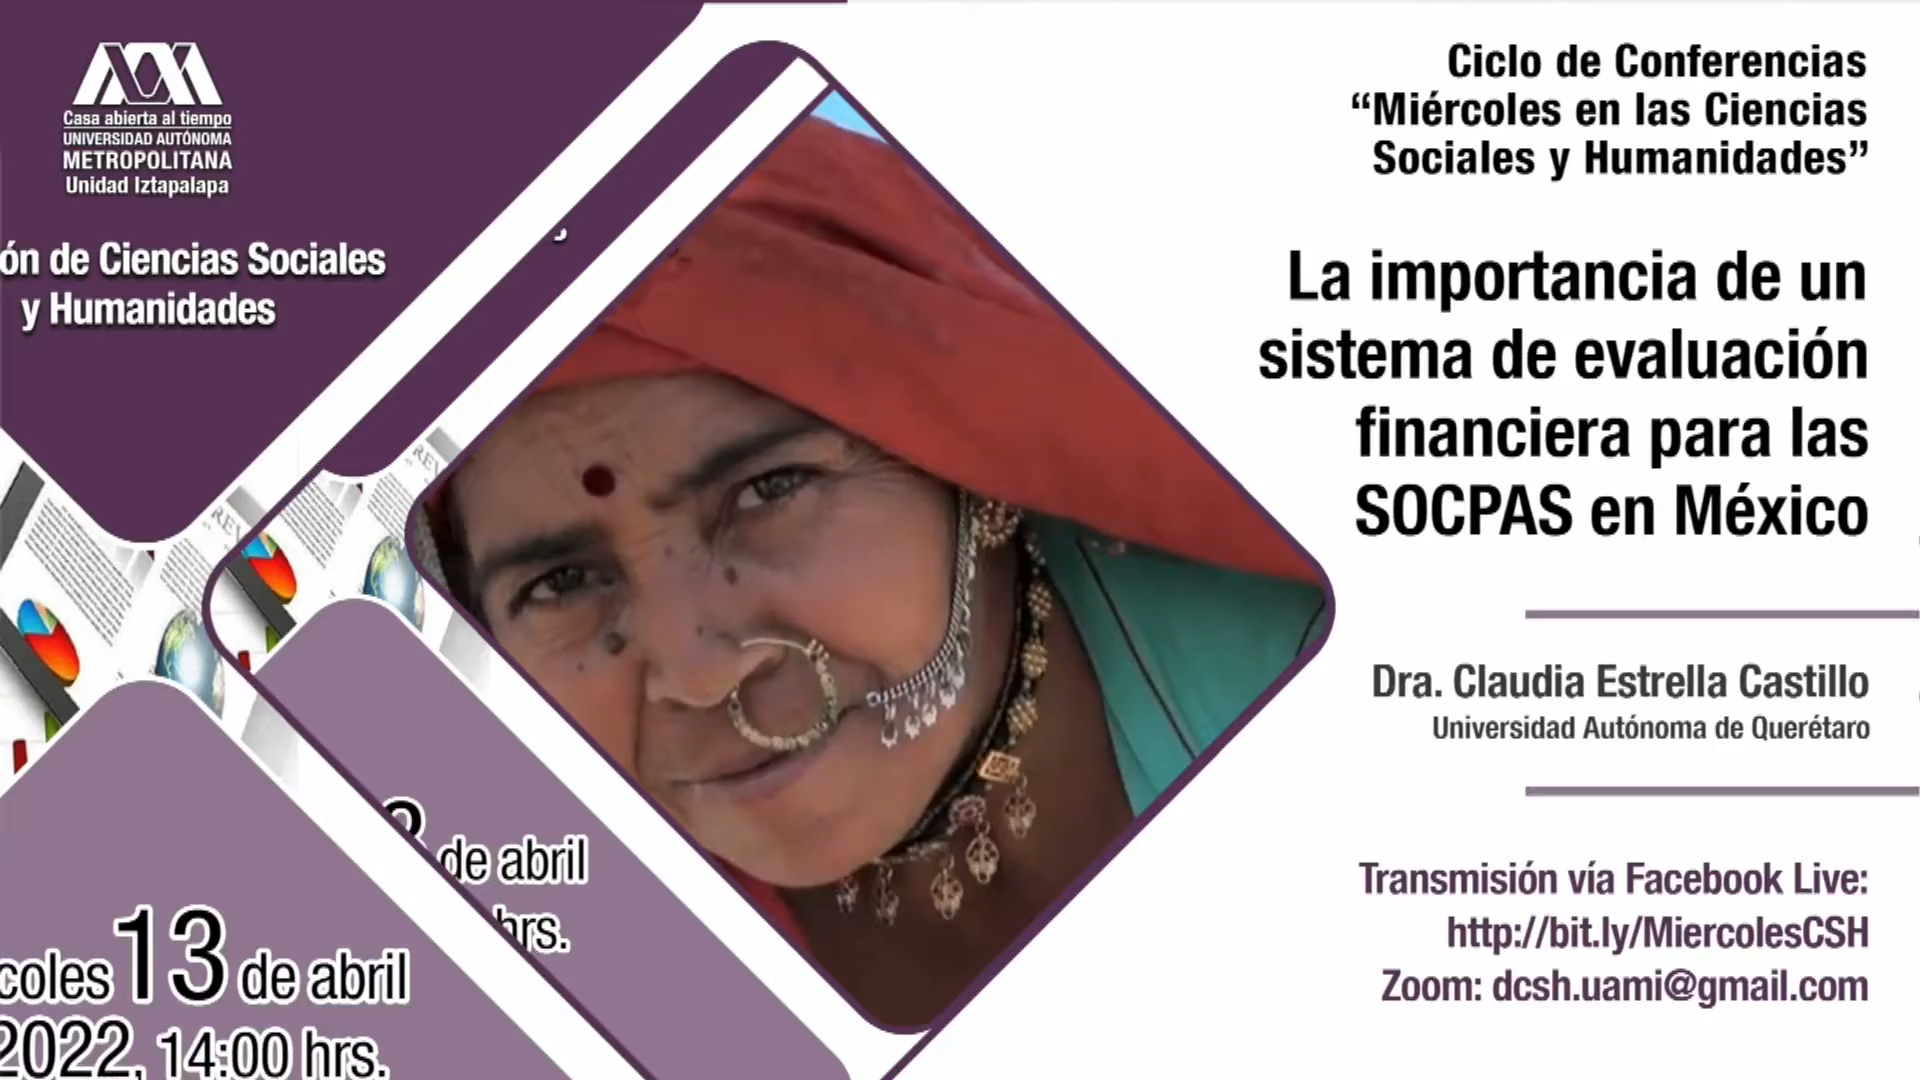 Casa abierta al tiempo
UNIVERSIDAD AUTÓNOMA
METROPOLITANA
Unidad Iztapalapa
ón de Ciencias Sociales
y Humanidades
Ciclo de Conferencias
“Miércoles en las Ciencias
Sociales y Humanidades”
La importancia de un
sistema de evaluación
financiera para las
SOCPAS en México
Dra. Claudia Estrella Castillo
Universidad Autónoma de Querétaro
Transmisión vía Facebook Live:
http://bit.ly/MiercolesCSH
Zoom: dcsh.uami@gmail.com
de abril
hrs.
coles 13 de abril
2022, 14:00 hrs.